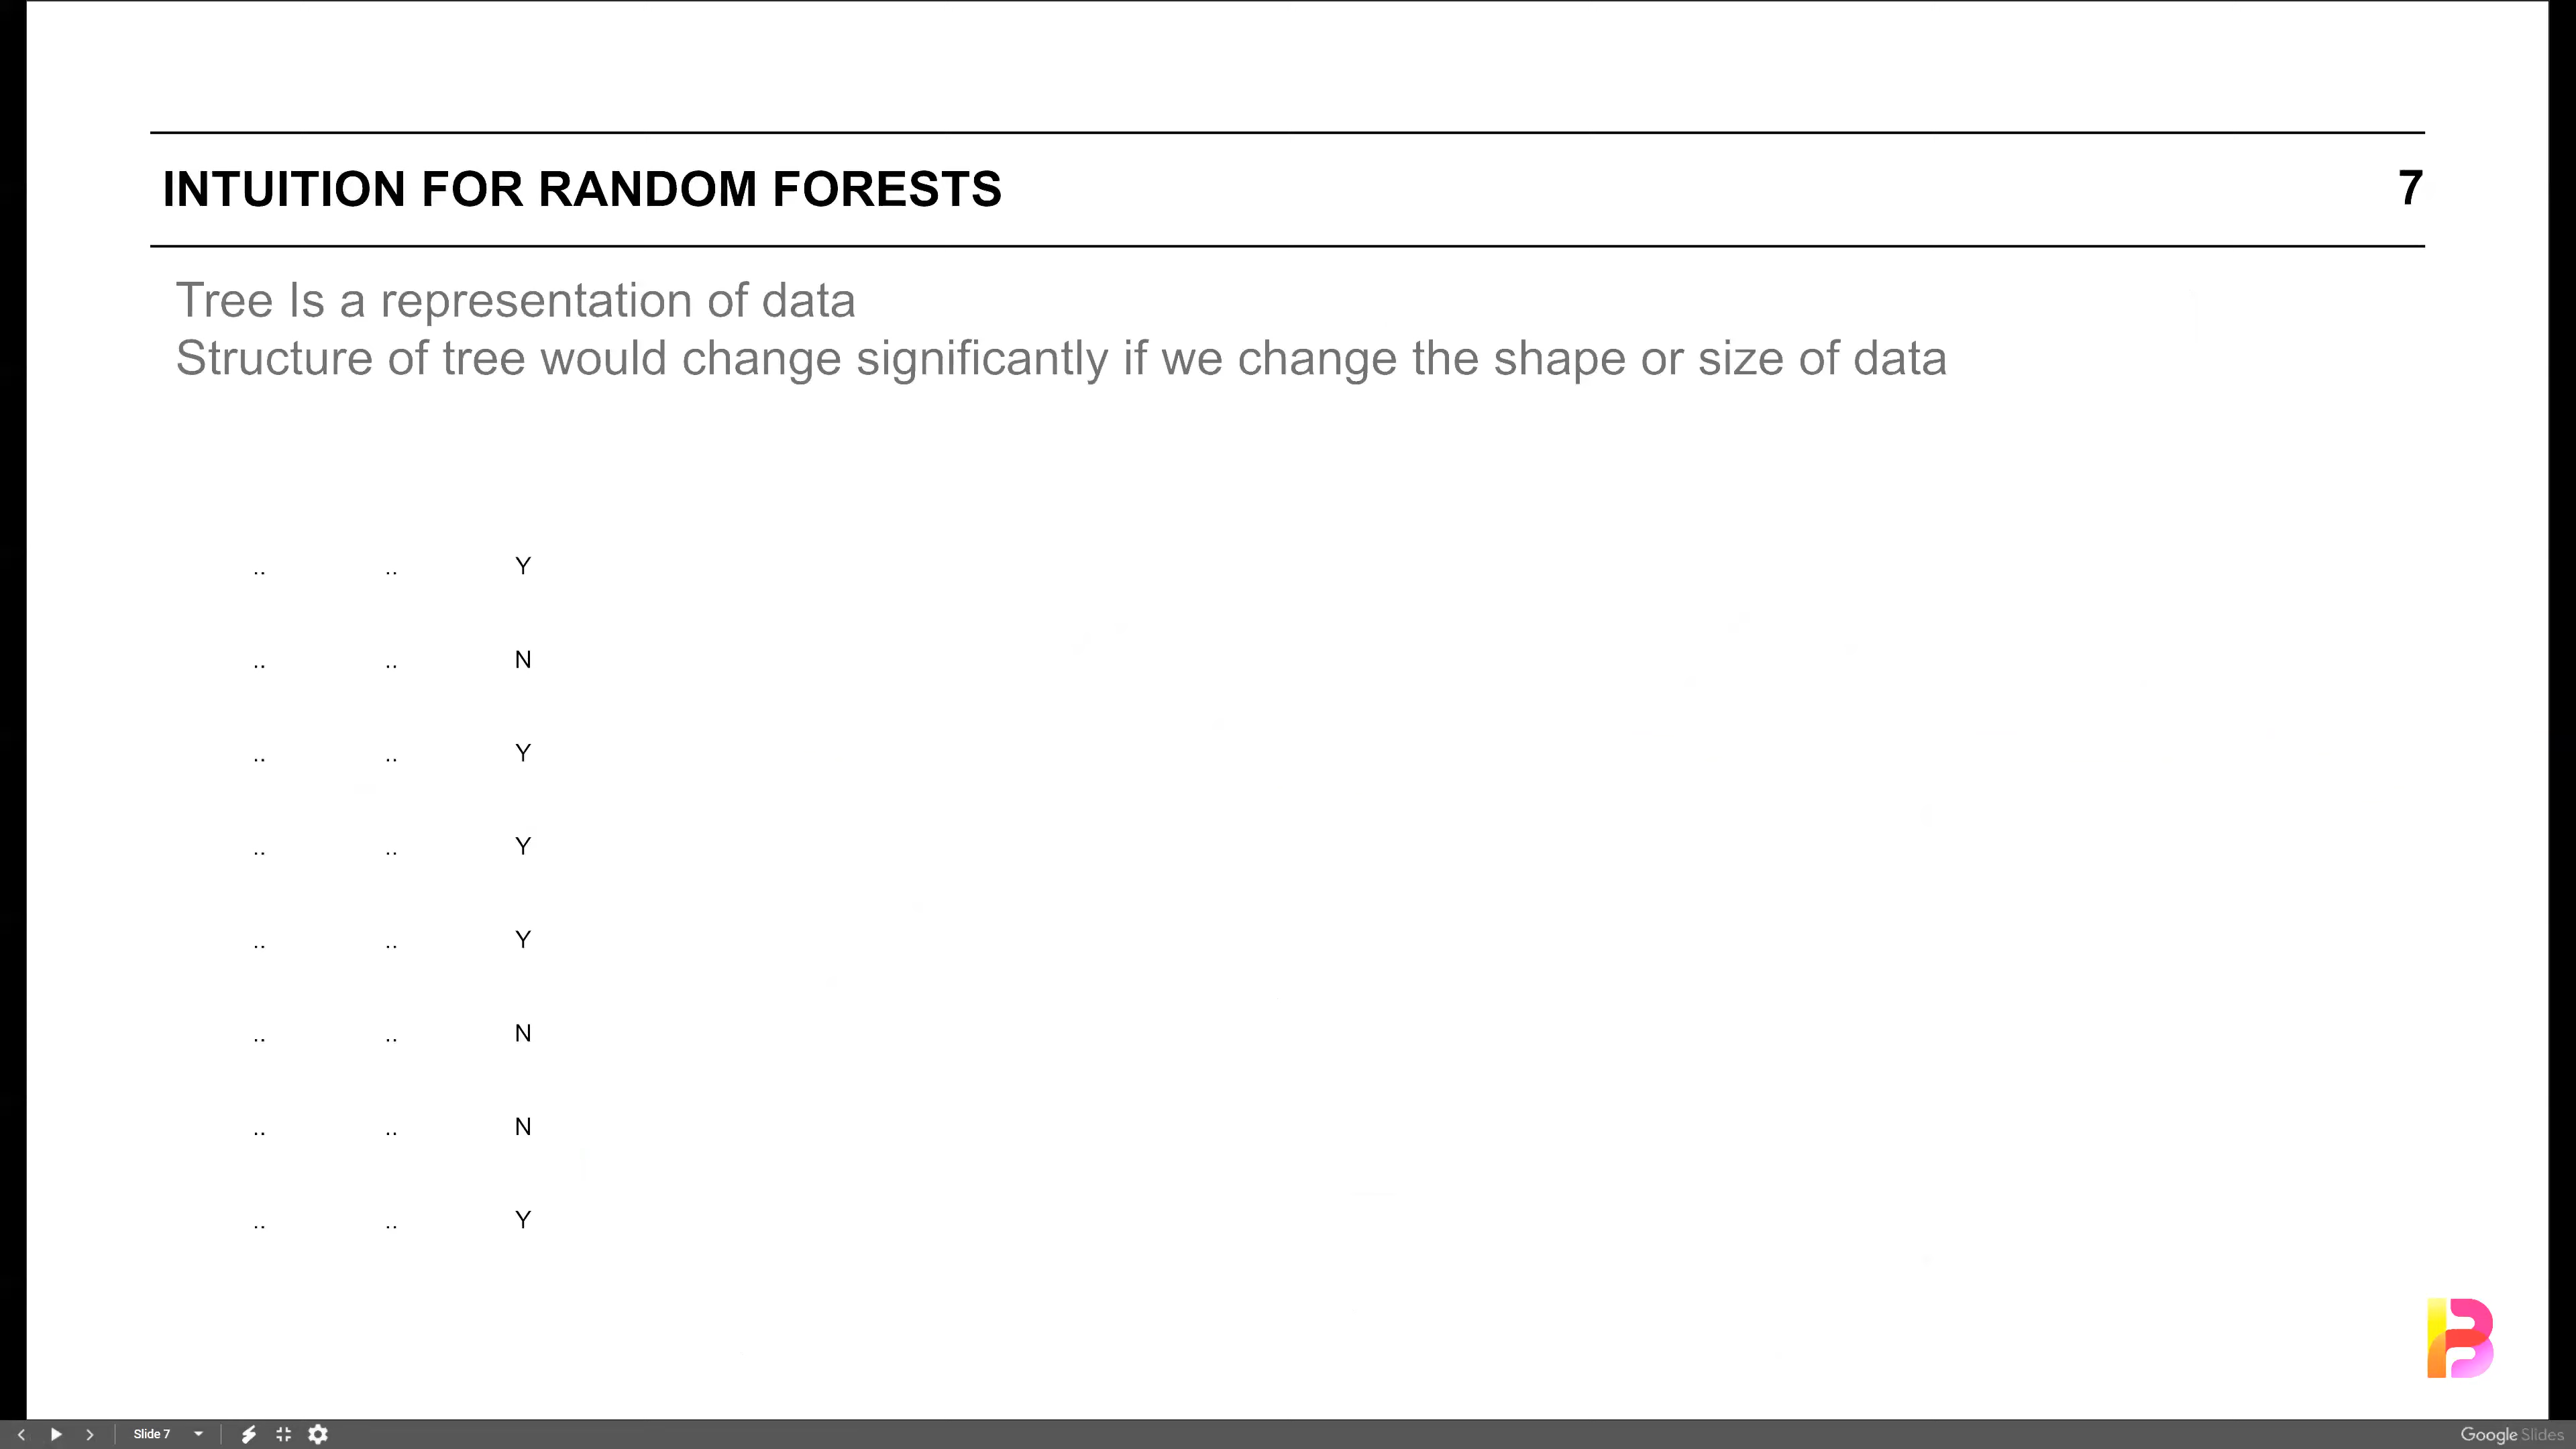 INTUITION FOR RANDOM FORESTS 7
Tree Is a representation of data
Structure of tree would change significantly if we change the shape or size of data
.. .. Y
.. .. N
.. .. Y
.. .. Y
.. .. Y
.. .. N
.. .. N
.. .. Y
Slide 7
Google Slides